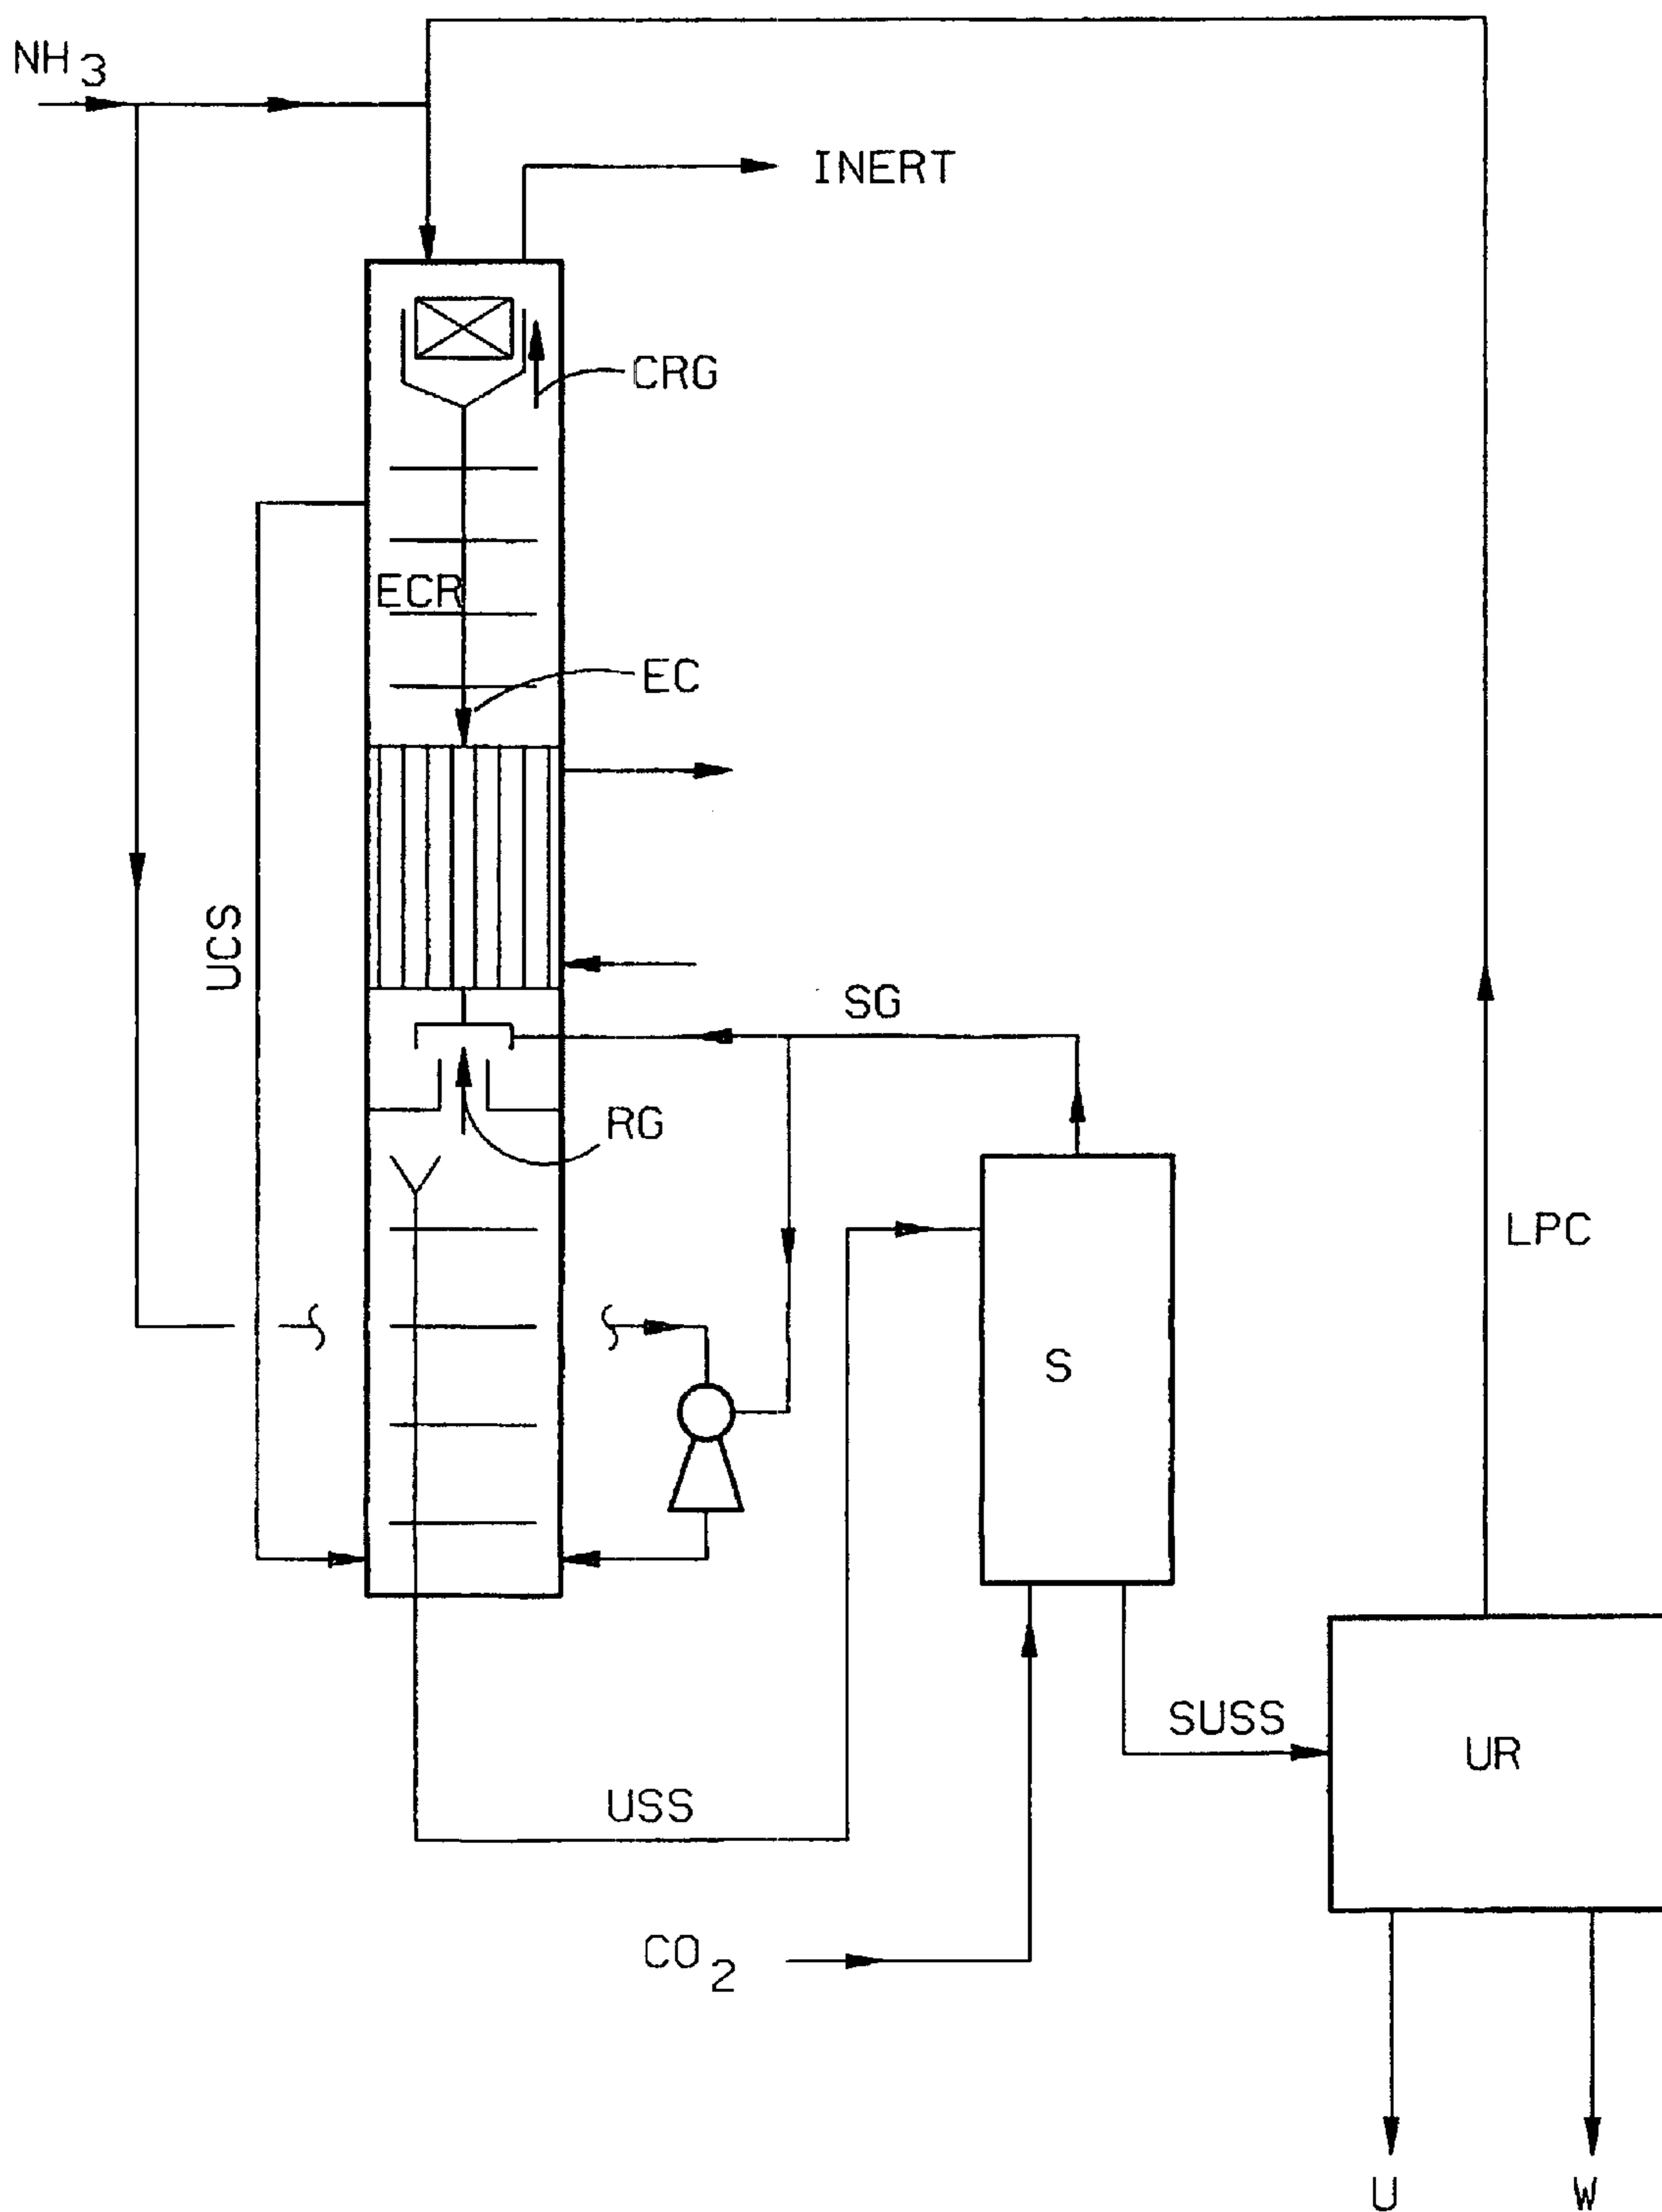 NH3
INERT
CRG
ECR
EC
UCS
SG
RG
LPC
S
SUSS
UR
USS
CO2
U
W